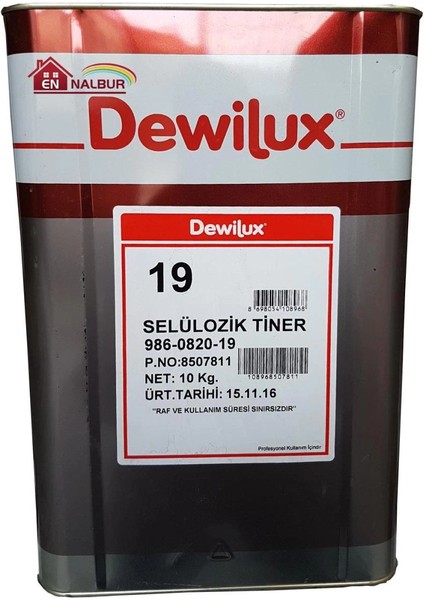 EN NALBUR
Dewilux®
Dewilux®
19
8 698054 108968
SELÜLOZİK TİNER
986-0820-19
P.NO:8507811
NET: 10 Kg.
108968507811
ÜRT.TARİHİ: 15.11.16
"RAF VE KULLANIM SÜRESİ SINIRSIZDIR"
Profesyonel Kullanım İçindir